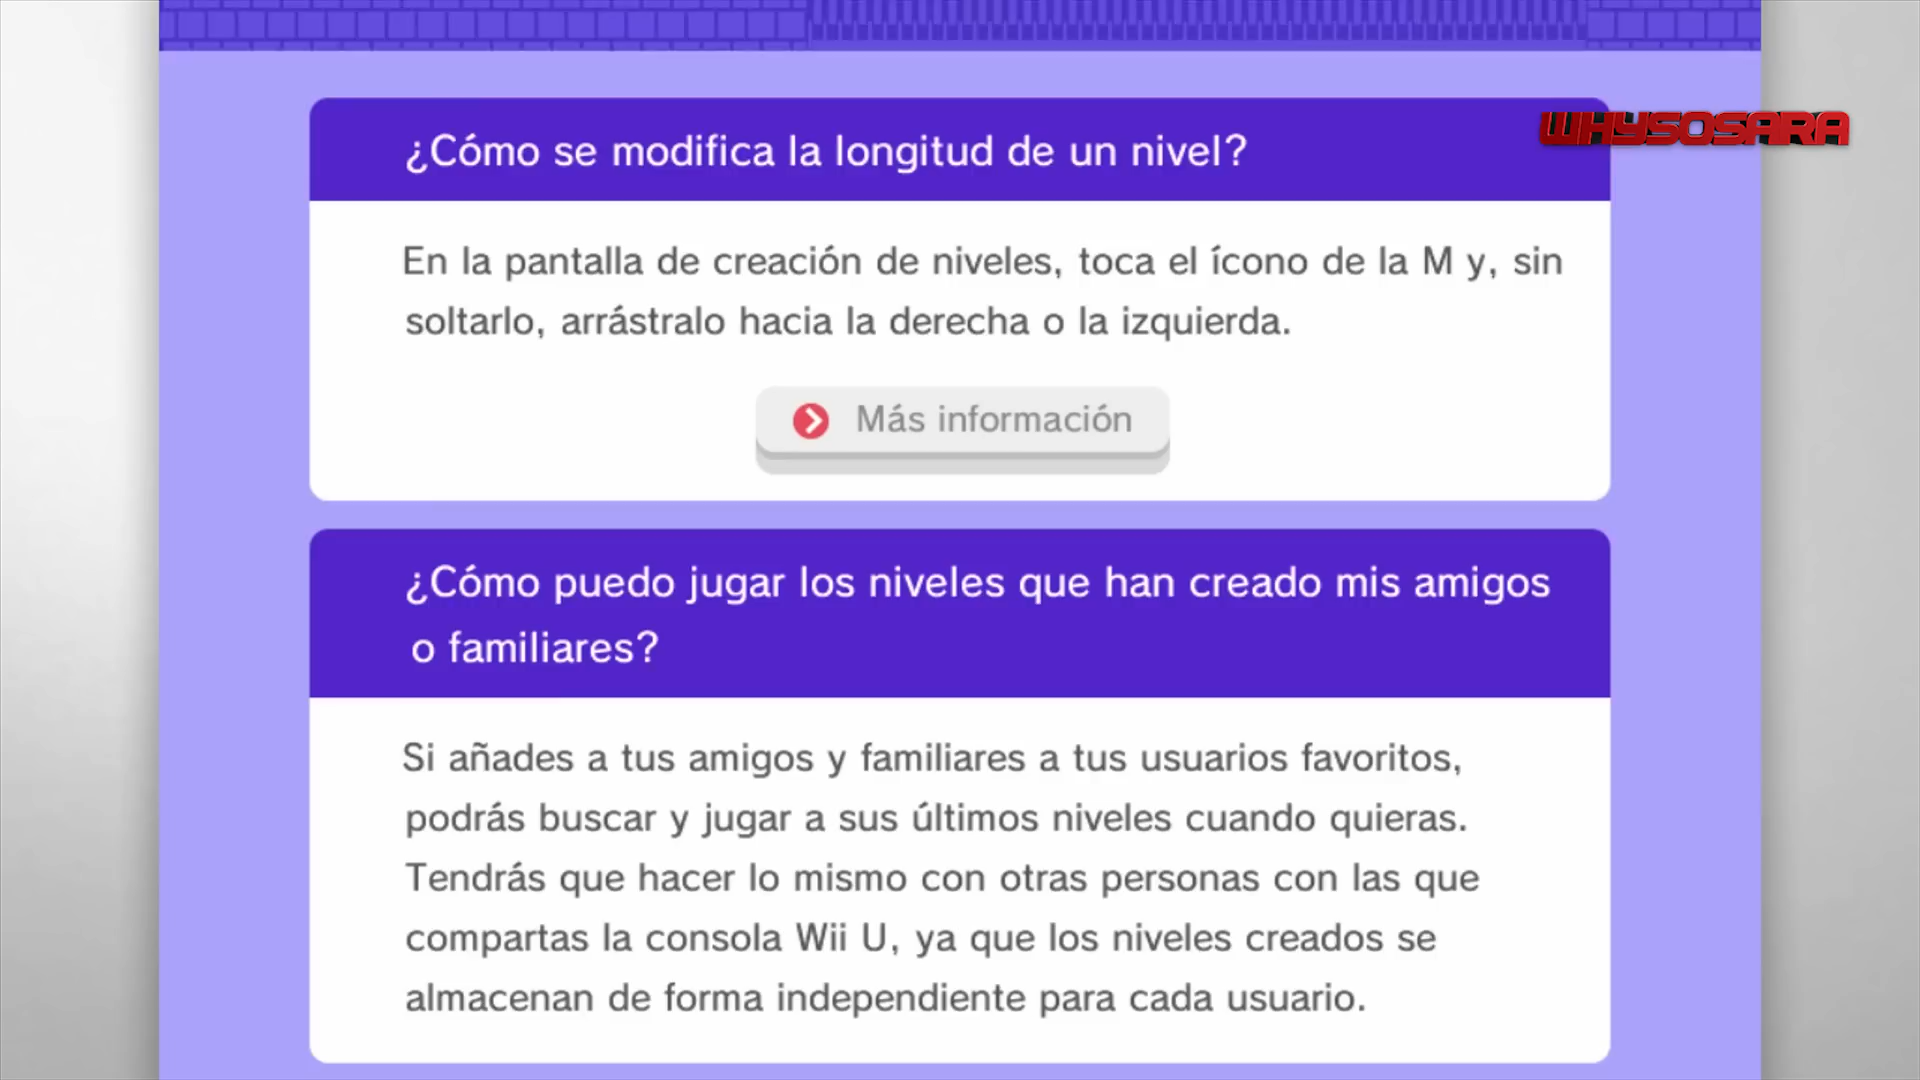 ¿Cómo se modifica la longitud de un nivel?
WHYSOSARA
En la pantalla de creación de niveles, toca el ícono de la M y, sin
soltarlo, arrástralo hacia la derecha o la izquierda.
Más información
¿Cómo puedo jugar los niveles que han creado mis amigos
o familiares?
Si añades a tus amigos y familiares a tus usuarios favoritos,
podrás buscar y jugar a sus últimos niveles cuando quieras.
Tendrás que hacer lo mismo con otras personas con las que
compartas la consola Wii U, ya que los niveles creados se
almacenan de forma independiente para cada usuario.